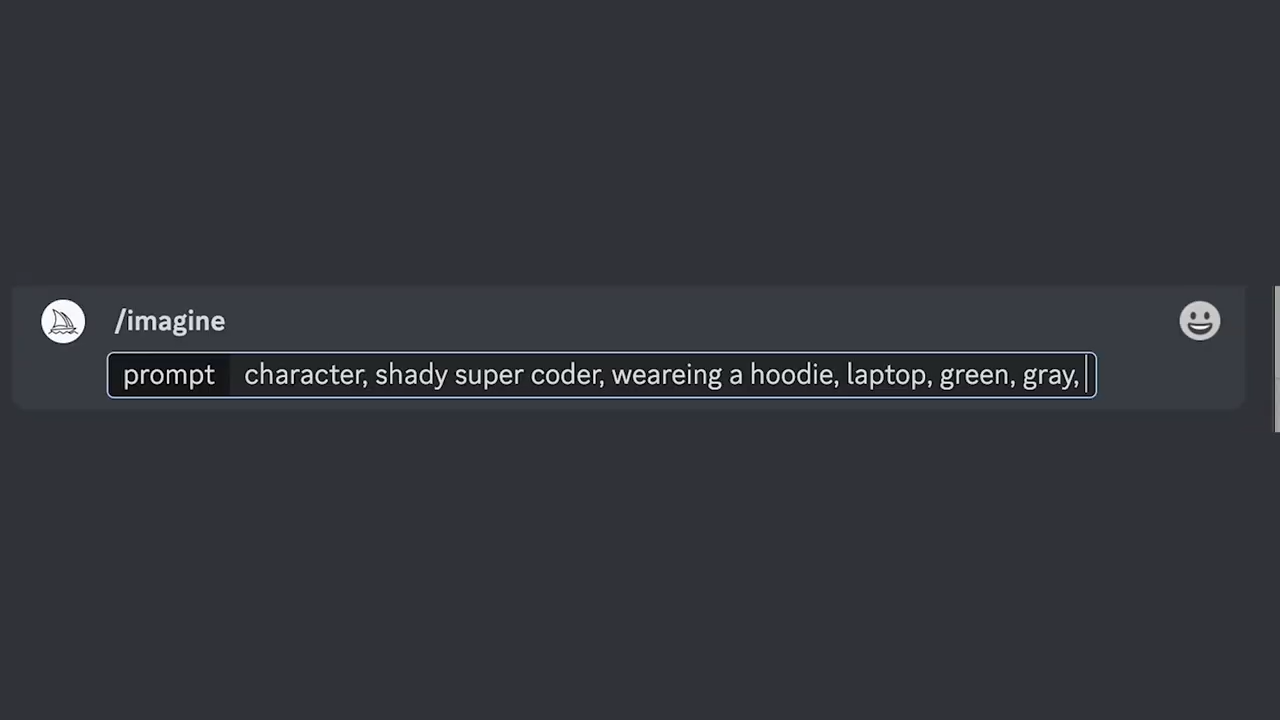 /imagine
prompt character, shady super coder, weareing a hoodie, laptop, green, gray,